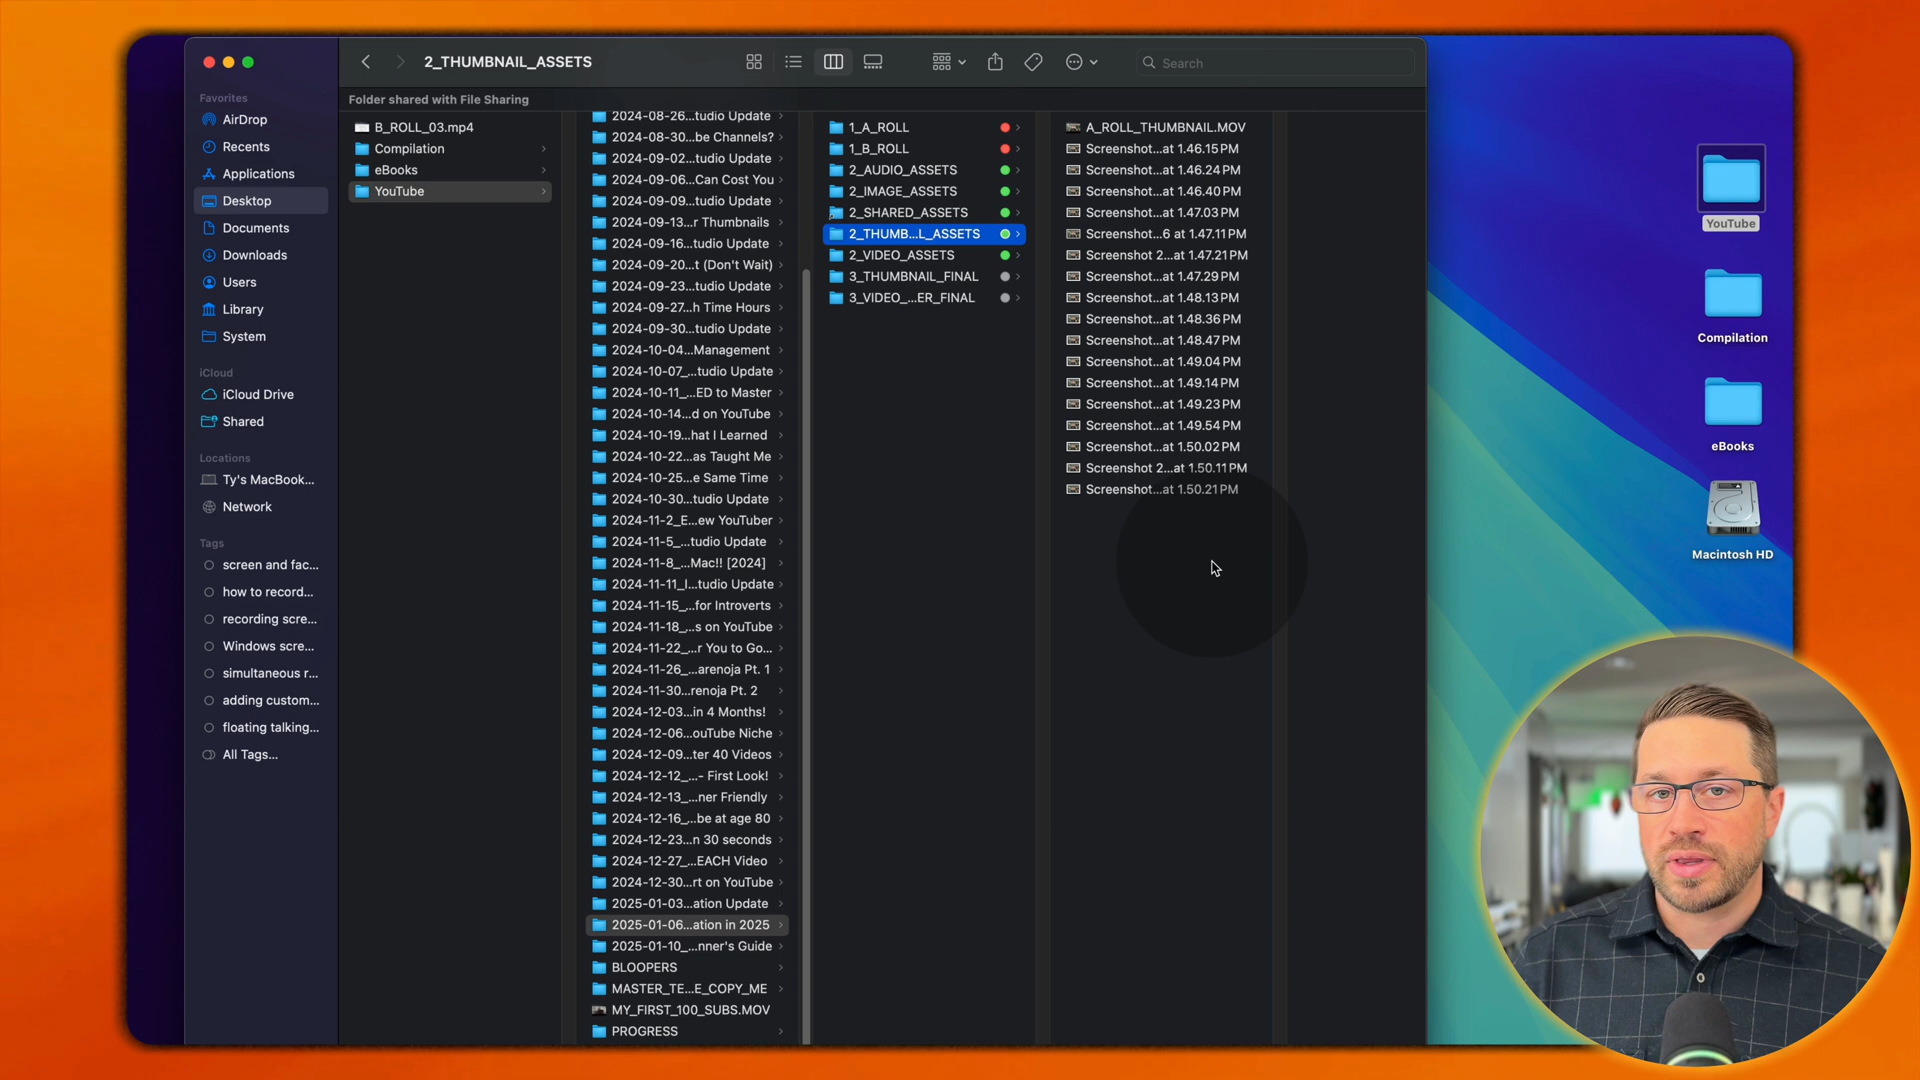 2_THUMBNAIL_ASSETS
Search
Folder shared with File Sharing
Favorites
AirDrop
Recents
Applications
Desktop
Documents
Downloads
Users
Library
System
iCloud
iCloud Drive
Shared
Locations
Ty's MacBook...
Network
Tags
screen and fac...
how to record...
recording scre...
Windows scre...
simultaneous r...
adding custom...
floating talking...
All Tags...
B_ROLL_03.mp4
Compilation
eBooks
YouTube
2024-08-26...tudio Update
2024-08-30...be Channels?
2024-09-02...tudio Update
2024-09-06...Can Cost You
2024-09-09...tudio Update
2024-09-13...r Thumbnails
2024-09-16...tudio Update
2024-09-20...t (Don't Wait)
2024-09-23...tudio Update
2024-09-27...h Time Hours
2024-09-30...tudio Update
2024-10-04...Management
2024-10-07_...tudio Update
2024-10-11_...ED to Master
2024-10-14...d on YouTube
2024-10-19...hat I Learned
2024-10-22...as Taught Me
2024-10-25...e Same Time
2024-10-30...tudio Update
2024-11-2_E...ew YouTuber
2024-11-5_...tudio Update
2024-11-8_...Mac!! [2024]
2024-11-11_I...tudio Update
2024-11-15_...for Introverts
2024-11-18_...s on YouTube
2024-11-22_...r You to Go...
2024-11-26_...arenoja Pt. 1
2024-11-30...renoja Pt. 2
2024-12-03...in 4 Months!
2024-12-06...ouTube Niche
2024-12-09...ter 40 Videos
2024-12-12_...- First Look!
2024-12-13_...ner Friendly
2024-12-16_...be at age 80
2024-12-23...n 30 seconds
2024-12-27_...EACH Video
2024-12-30...rt on YouTube
2025-01-03...ation Update
2025-01-06...ation in 2025
2025-01-10_...nner's Guide
BLOOPERS
MASTER_TE...E_COPY_ME
MY_FIRST_100_SUBS.MOV
PROGRESS
1_A_ROLL
1_B_ROLL
2_AUDIO_ASSETS
2_IMAGE_ASSETS
2_SHARED_ASSETS
2_THUMB...L_ASSETS
2_VIDEO_ASSETS
3_THUMBNAIL_FINAL
3_VIDEO_...ER_FINAL
A_ROLL_THUMBNAIL.MOV
Screenshot...at 1.46.15 PM
Screenshot...at 1.46.24 PM
Screenshot...at 1.46.40 PM
Screenshot...at 1.47.03 PM
Screenshot...6 at 1.47.11 PM
Screenshot 2...at 1.47.21 PM
Screenshot...at 1.47.29 PM
Screenshot...at 1.48.13 PM
Screenshot...at 1.48.36 PM
Screenshot...at 1.48.47 PM
Screenshot...at 1.49.04 PM
Screenshot...at 1.49.14 PM
Screenshot...at 1.49.23 PM
Screenshot...at 1.49.54 PM
Screenshot...at 1.50.02 PM
Screenshot 2...at 1.50.11 PM
Screenshot...at 1.50.21 PM
YouTube
Compilation
eBooks
Macintosh HD